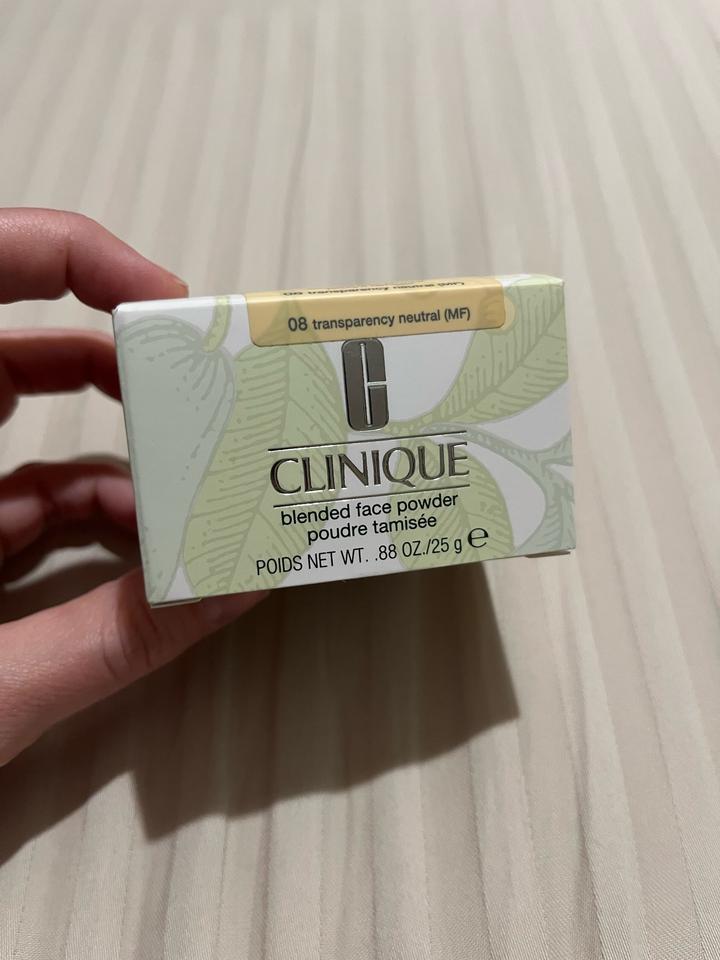 08 transparency neutral (MF)
C
CLINIQUE
blended face powder
poudre tamisée
POIDS NET WT. .88 OZ./25 g ℮